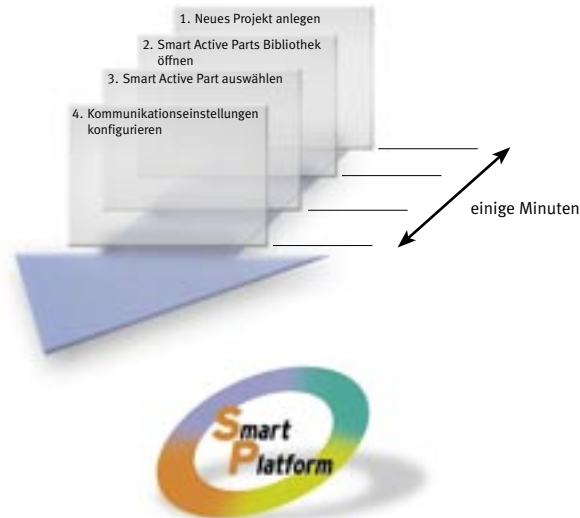 1. Neues Projekt anlegen
2. Smart Active Parts Bibliothek
öffnen
3. Smart Active Part auswählen
4. Kommunikationseinstellungen
konfigurieren
einige Minuten
Smart
Platform